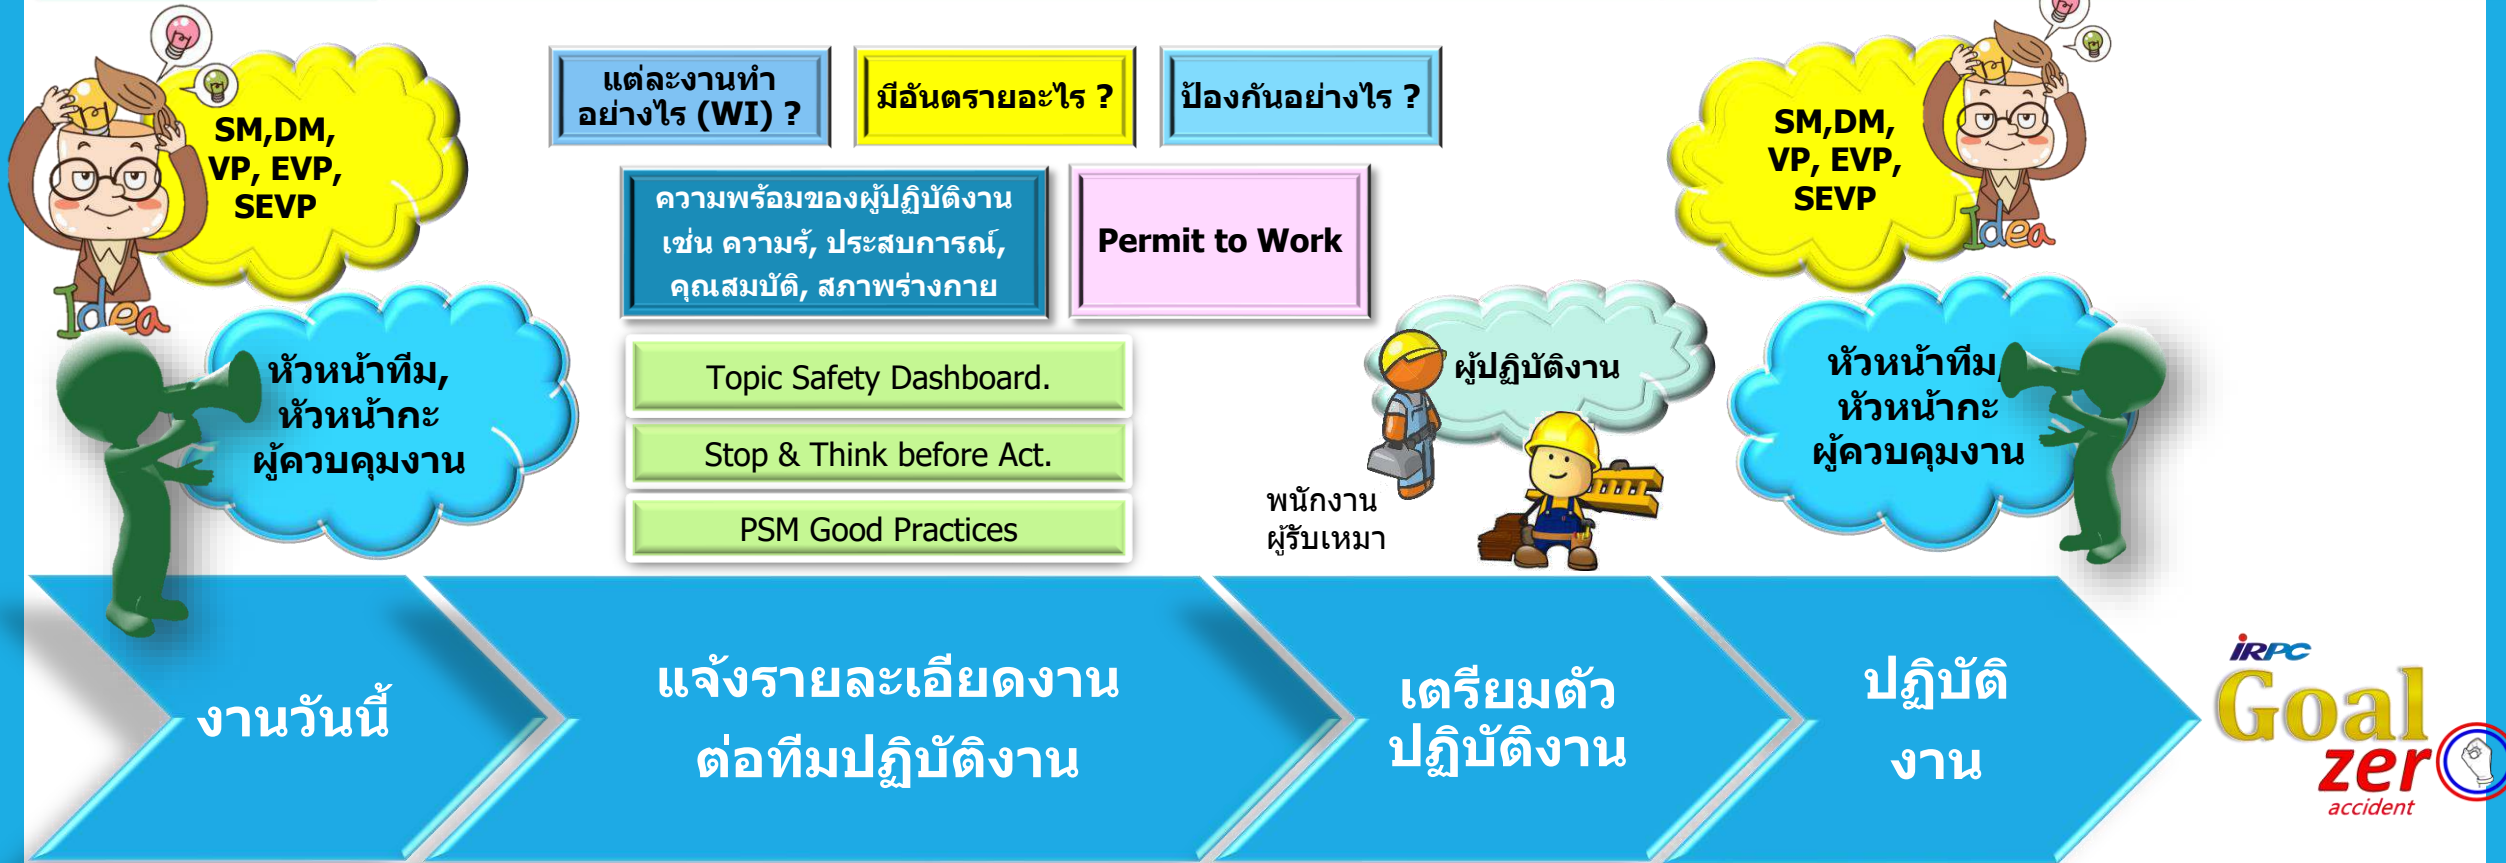 SM,DM,
VP, EVP,
SEVP
Idea
หัวหน้าทีม,
หัวหน้ากะ
ผู้ควบคุมงาน
แต่ละงานทำ
อย่างไร (WI) ?
มีอันตรายอะไร ?
ป้องกันอย่างไร ?
ความพร้อมของผู้ปฏิบัติงาน
เช่น ความรู้, ประสบการณ์,
คุณสมบัติ, สภาพร่างกาย
Permit to Work
Topic Safety Dashboard.
Stop & Think before Act.
PSM Good Practices
ผู้ปฏิบัติงาน
พนักงาน
ผู้รับเหมา
SM,DM,
VP, EVP,
SEVP
Idea
หัวหน้าทีม,
หัวหน้ากะ
ผู้ควบคุมงาน
งานวันนี้
แจ้งรายละเอียดงาน
ต่อทีมปฏิบัติงาน
เตรียมตัว
ปฏิบัติงาน
ปฏิบัติ
งาน
iRPC
Goal
zero
accident